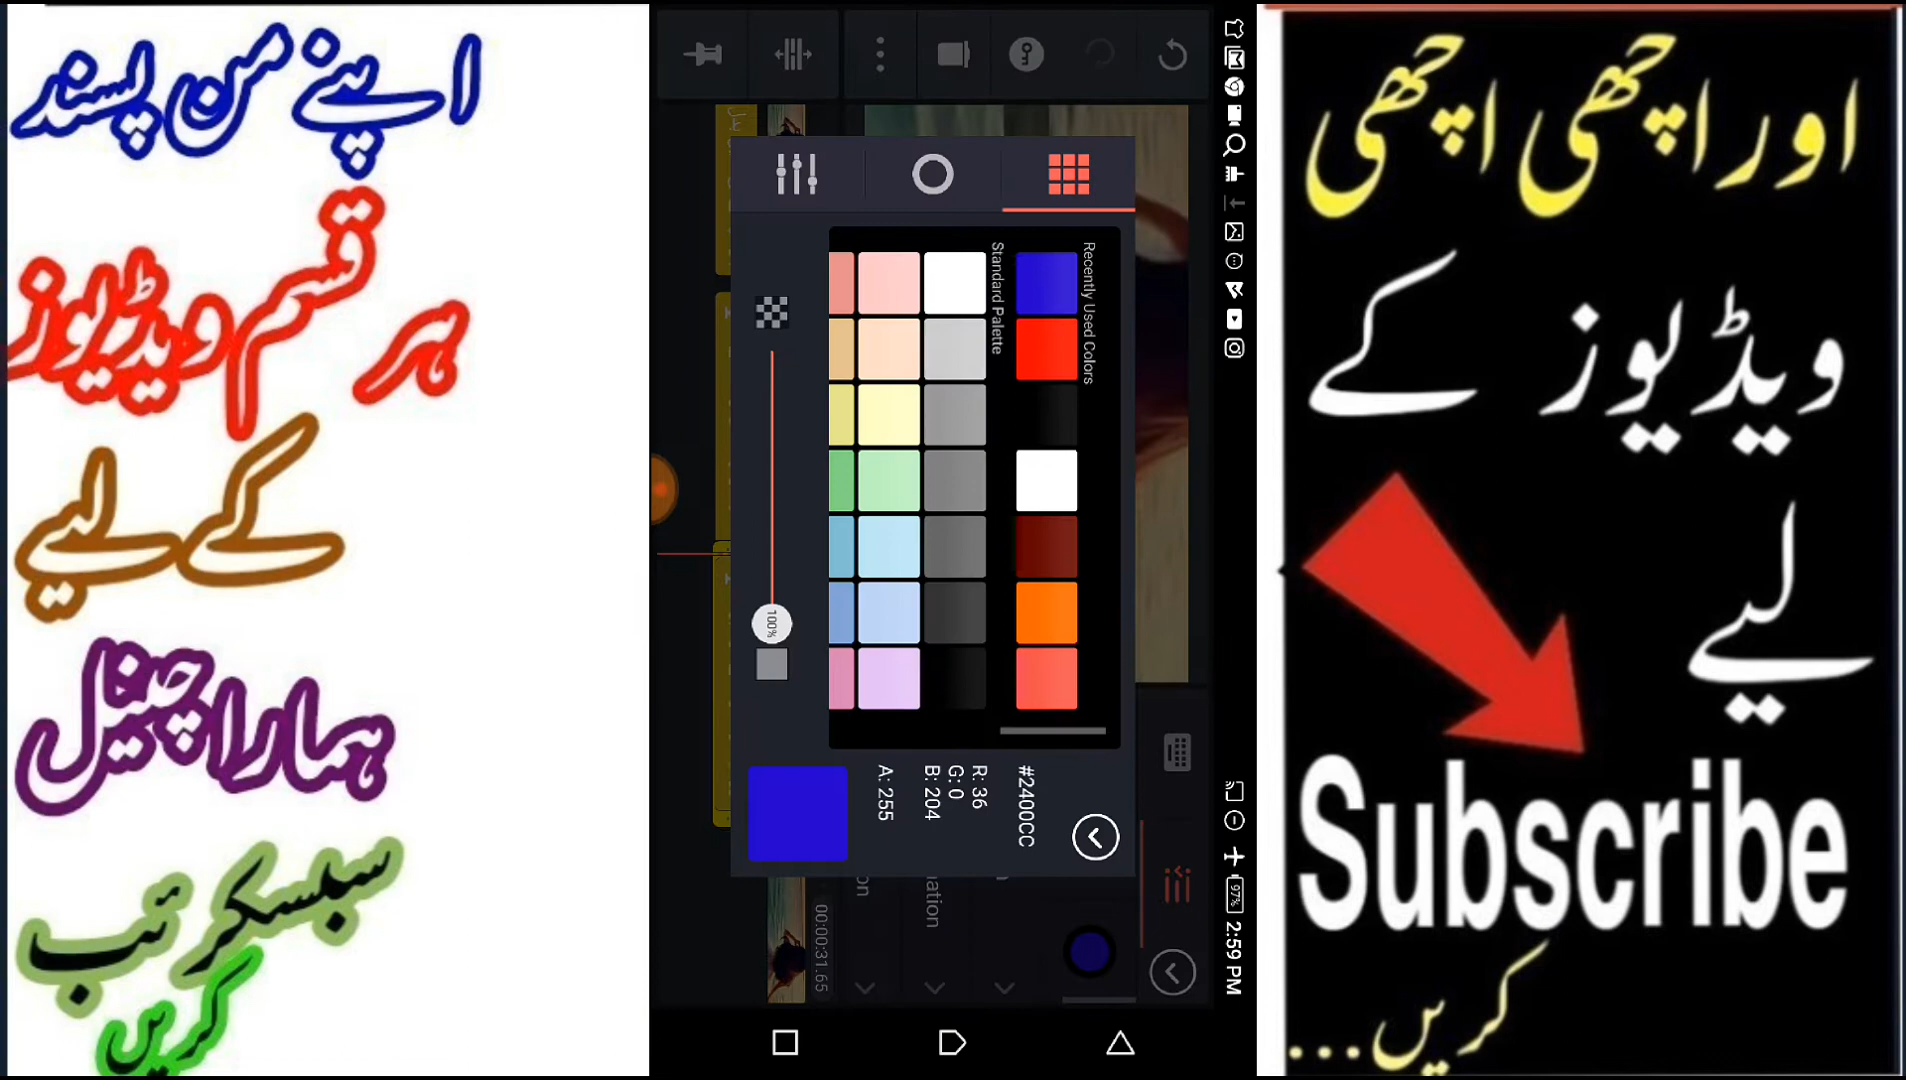 اپنے من پسند
ہر قسم ویڈیوز
کے لیے
ہمارا چینل
سبسکرائب
کریں
Recently Used Colors
Standard Palette
100%
#2400CC
R: 36
G: 0
B: 204
A: 255
00:00:31.65
97% 2:59 PM
اور اچھی اچھی
ویڈیوز کے
لیے
Subscribe
کریں...